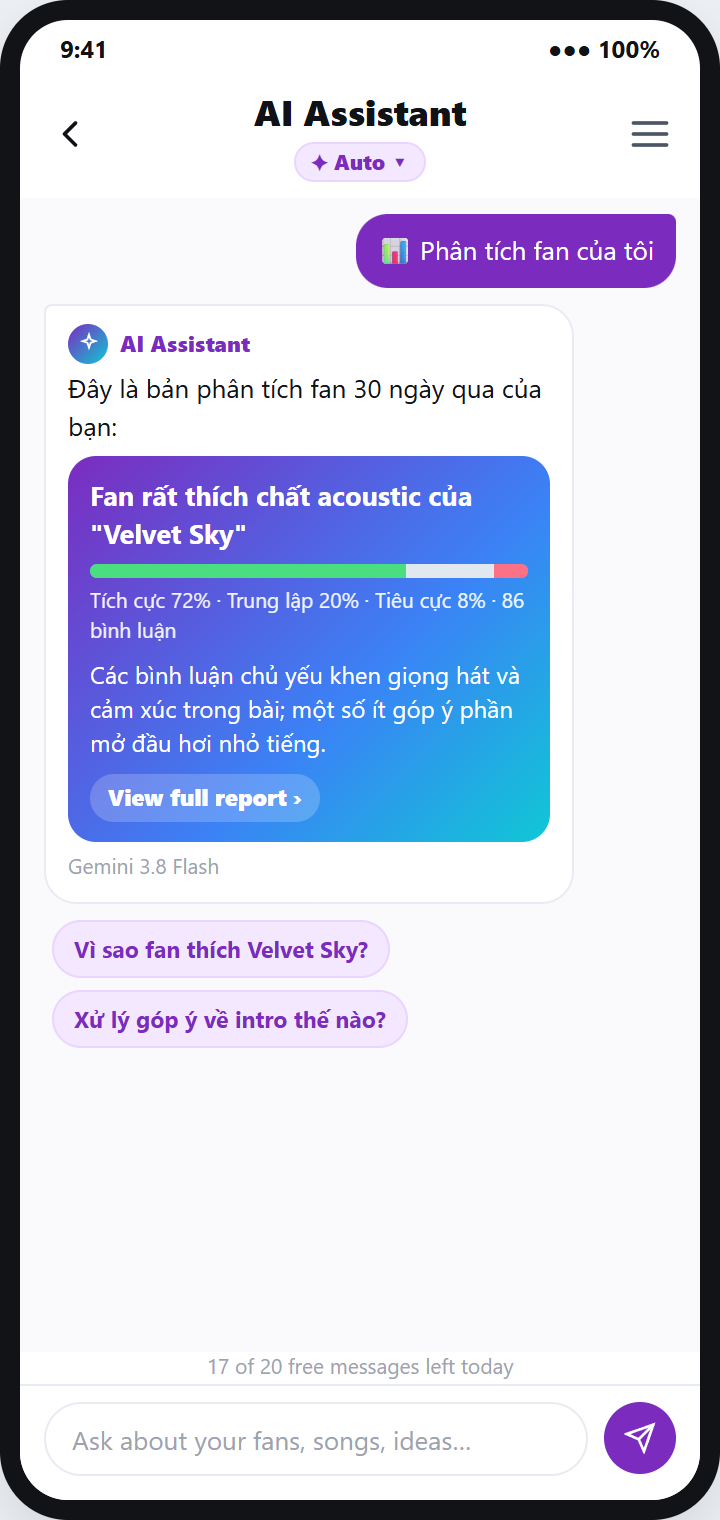 9:41
●●● 100%
AI Assistant
✦ Auto ▼
📊 Phân tích fan của tôi
AI Assistant
Đây là bản phân tích fan 30 ngày qua của
bạn:
Fan rất thích chất acoustic của
"Velvet Sky"
Tích cực 72% · Trung lập 20% · Tiêu cực 8% · 86
bình luận
Các bình luận chủ yếu khen giọng hát và
cảm xúc trong bài; một số ít góp ý phần
mở đầu hơi nhỏ tiếng.
View full report ›
Gemini 3.8 Flash
Vì sao fan thích Velvet Sky?
Xử lý góp ý về intro thế nào?
17 of 20 free messages left today
Ask about your fans, songs, ideas...